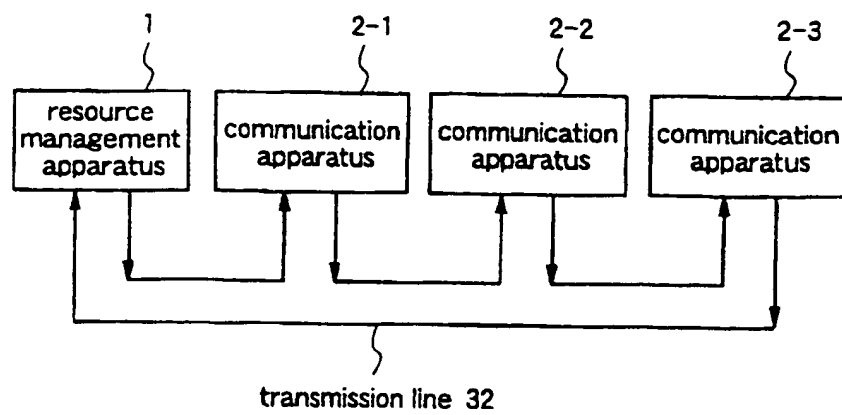 1
2-1
2-2
2-3
resource
management
apparatus
communication
apparatus
communication
apparatus
communication
apparatus
transmission line 32